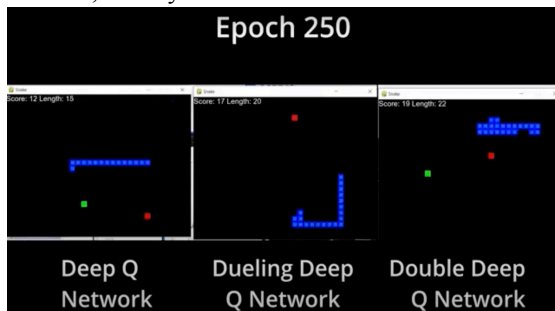 Epoch 250
Snake
Score: 12 Length: 15
Snake
Score: 17 Length: 20
Snake
Score: 19 Length: 22
Deep Q
Network
Dueling Deep
Q Network
Double Deep
Q Network